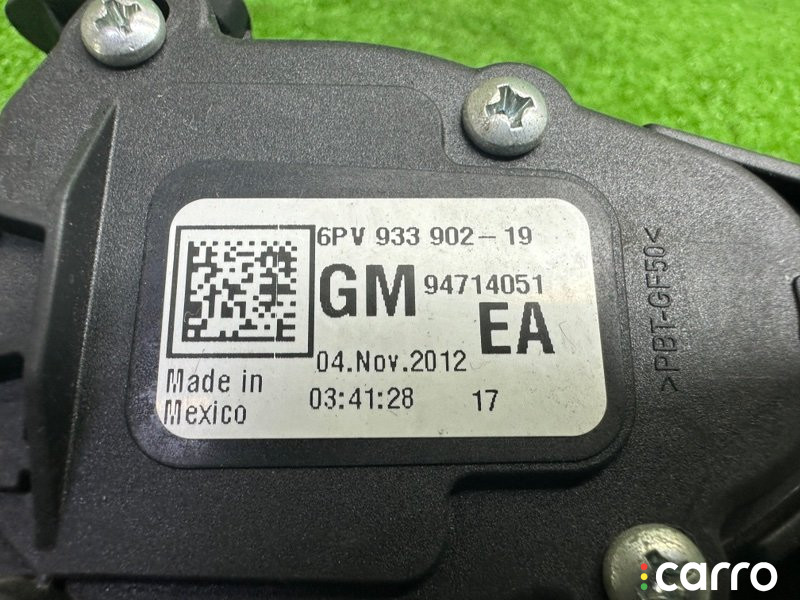 6PV 933 902-19
GM 94714051
EA
04.Nov.2012
Made in
Mexico
03:41:28 17
>PBT-GF50<
carro